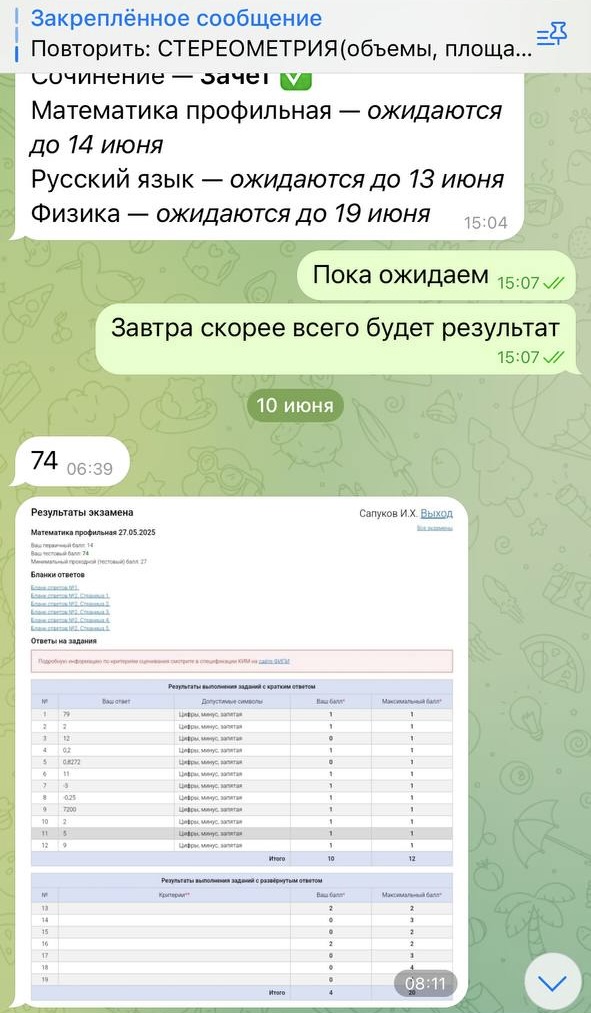 Закреплённое сообщение
Повторить: СТЕРЕОМЕТРИЯ(объемы, площа...
Сочинение — Зачет ✅
Математика профильная — ожидаются
до 14 июня
Русский язык — ожидаются до 13 июня
Физика — ожидаются до 19 июня
15:04
Пока ожидаем 15:07
Завтра скорее всего будет результат
15:07
10 июня
74 06:39
Результаты экзамена Сапуков И.Х. Выход
Все экзамены
Математика профильная 27.05.2025
Ваш первичный балл: 14
Ваш тестовый балл: 74
Минимальный проходной (тестовый) балл: 27
Бланки ответов
Бланк ответов №1.
Бланк ответов №2. Страница 1.
Бланк ответов №2. Страница 2.
Бланк ответов №2. Страница 3.
Бланк ответов №2. Страница 4.
Бланк ответов №2. Страница 5.
Ответы на задания
Подробную информацию по критериям оценивания смотрите в спецификации КИМ на сайте ФИПИ
Результаты выполнения заданий с кратким ответом
№ Ваш ответ Допустимые символы Ваш балл* Максимальный балл*
1 79 Цифры, минус, запятая 1 1
2 2 Цифры, минус, запятая 1 1
3 12 Цифры, минус, запятая 0 1
4 0,2 Цифры, минус, запятая 1 1
5 0,8272 Цифры, минус, запятая 0 1
6 11 Цифры, минус, запятая 1 1
7 -3 Цифры, минус, запятая 1 1
8 -0,25 Цифры, минус, запятая 1 1
9 7200 Цифры, минус, запятая 1 1
10 2 Цифры, минус, запятая 1 1
11 5 Цифры, минус, запятая 1 1
12 9 Цифры, минус, запятая 1 1
Итого 10 12
Результаты выполнения заданий с развёрнутым ответом
№ Критерии** Ваш балл* Максимальный балл*
13 2 2
14 0 3
15 0 2
16 2 2
17 0 3
18 0 4
19 0
Итого 4 20
08:11